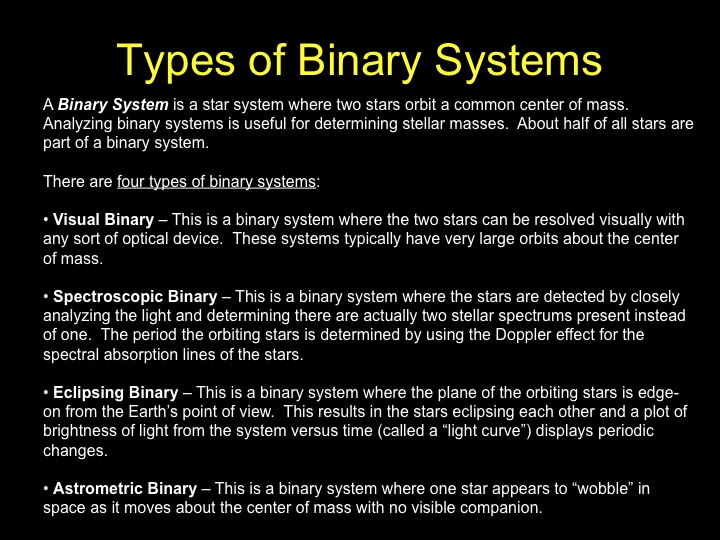 Types of Binary Systems
A Binary System is a star system where two stars orbit a common center of mass.
Analyzing binary systems is useful for determining stellar masses.  About half of all stars are
part of a binary system.
There are four types of binary systems:
• Visual Binary – This is a binary system where the two stars can be resolved visually with
any sort of optical device.  These systems typically have very large orbits about the center
of mass.
• Spectroscopic Binary – This is a binary system where the stars are detected by closely
analyzing the light and determining there are actually two stellar spectrums present instead
of one.  The period the orbiting stars is determined by using the Doppler effect for the
spectral absorption lines of the stars.
• Eclipsing Binary – This is a binary system where the plane of the orbiting stars is edge-
on from the Earth’s point of view.  This results in the stars eclipsing each other and a plot of
brightness of light from the system versus time (called a “light curve”) displays periodic
changes.
• Astrometric Binary – This is a binary system where one star appears to “wobble” in
space as it moves about the center of mass with no visible companion.